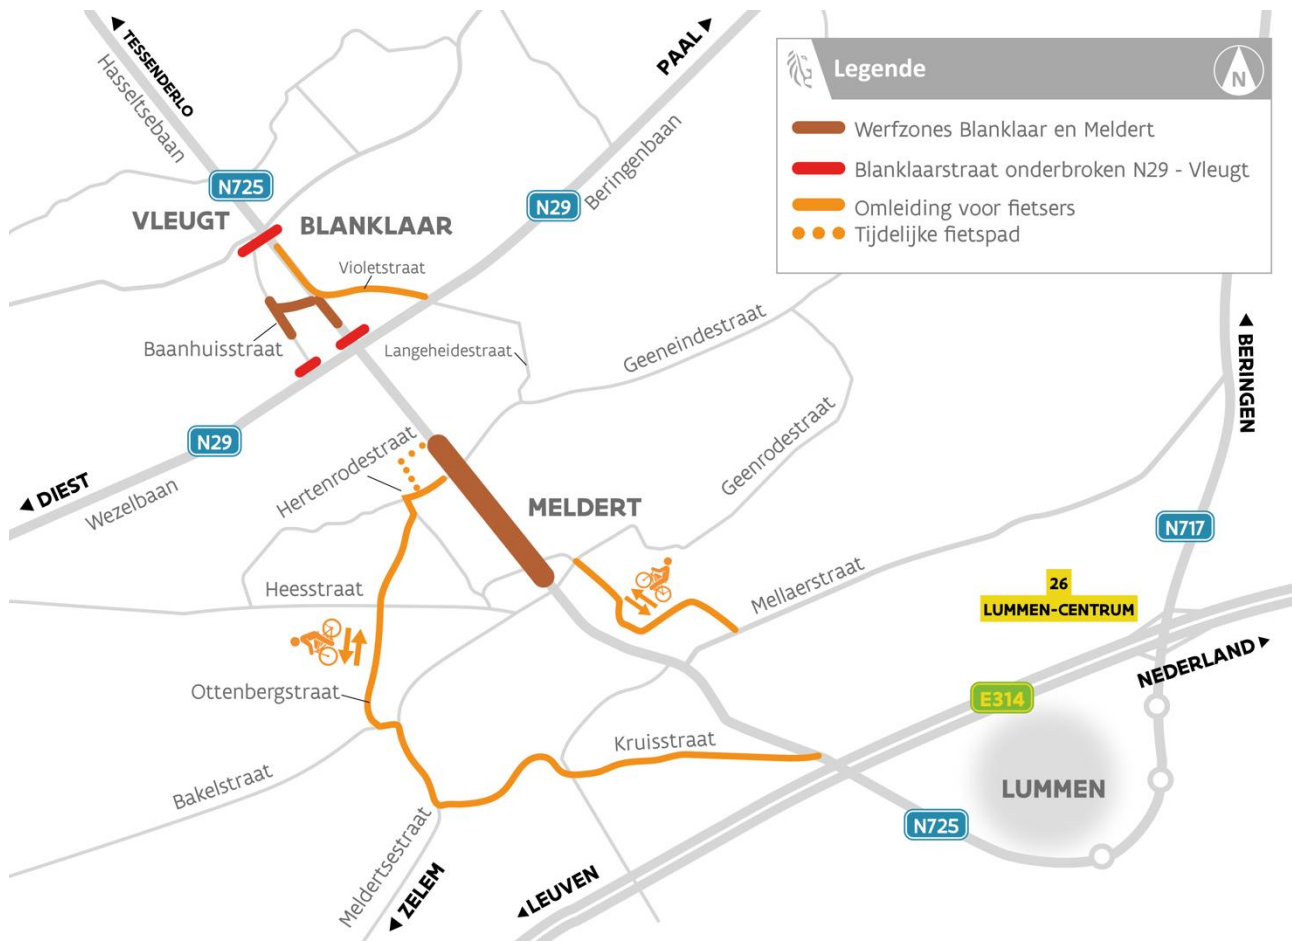 TESSENDERLO
Hasseltsebaan
PAAL
Legende
N
Werfzones Blanklaar en Meldert
Blanklaarstraat onderbroken N29 - Vleugt
Omleiding voor fietsers
Tijdelijke fietspad
N725
N29
Beringenbaan
VLEUGT
BLANKLAAR
Violetstraat
Baanhuisstraat
Langeheidestraat
Geeneindestraat
BERINGEN
N29
DIEST
Wezelbaan
Hertenrodestraat
Geenrodestraat
MELDERT
N717
Heesstraat
Mellaerstraat
26
LUMMEN-CENTRUM
NEDERLAND
Ottenbergstraat
E314
Kruisstraat
Bakelstraat
LUMMEN
N725
Meldertsestraat
ZELEM
LEUVEN